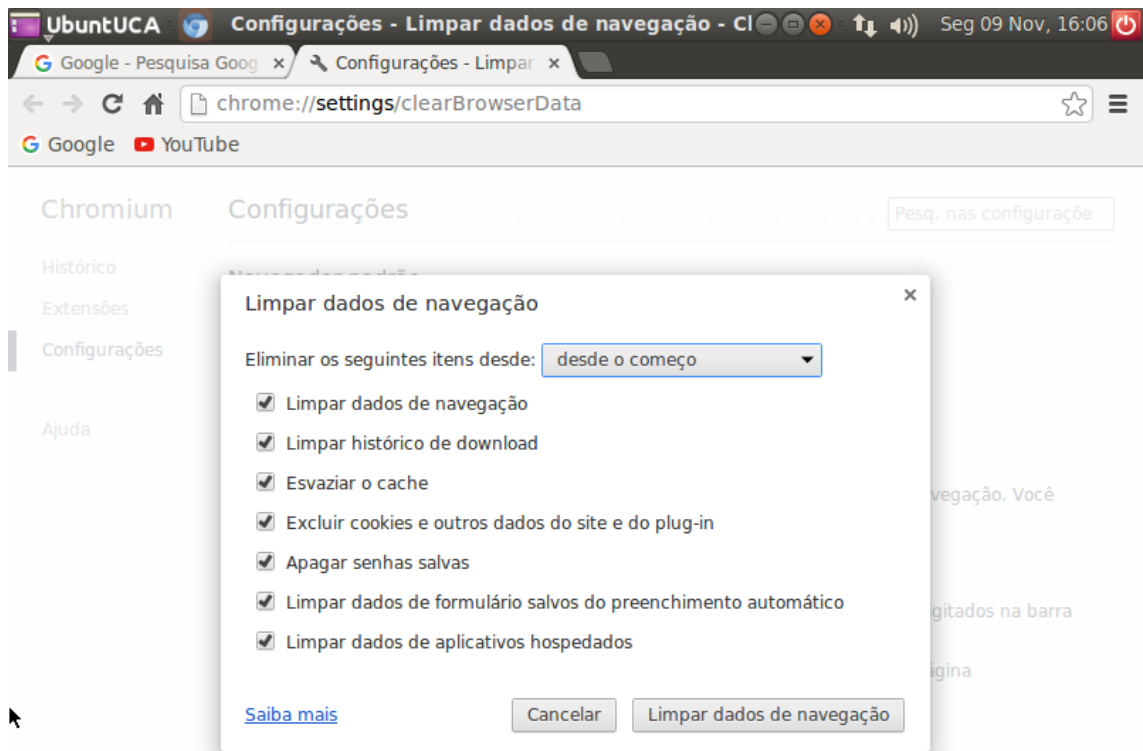 UbuntUCA Configurações - Limpar dados de navegação - Cl Seg 09 Nov, 16:06
Google - Pesquisa Goog x Configurações - Limpar x
chrome://settings/clearBrowserData
Google YouTube
Chromium Configurações Pesq. nas configuraçõe
Histórico
Navegador padrão
Extensões
Configurações
Ajuda
Limpar dados de navegação
Eliminar os seguintes itens desde: desde o começo
Limpar dados de navegação
Limpar histórico de download
Esvaziar o cache
vegação. Você
Excluir cookies e outros dados do site e do plug-in
Apagar senhas salvas
Limpar dados de formulário salvos do preenchimento automático
gitados na barra
Limpar dados de aplicativos hospedados
ágina
Saiba mais Cancelar Limpar dados de navegação